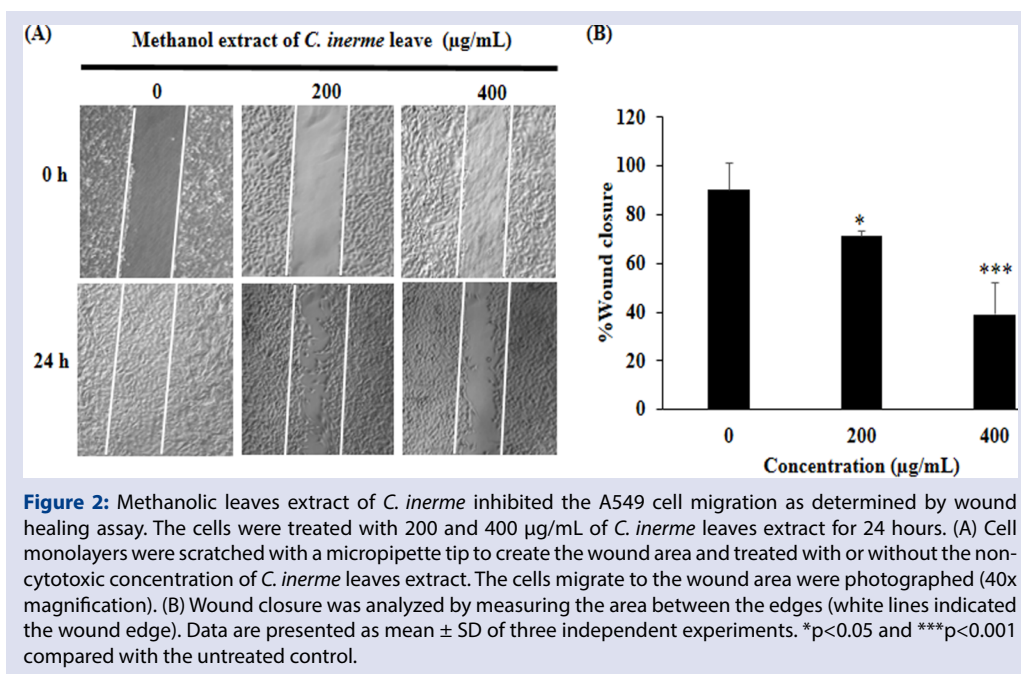 (A)
Methanol extract of C. inerme leave (µg/mL)
0 200 400
0 h
24 h
(B)
%Wound closure
120
100
80
60
40
20
0
*
***
0 200 400
Concentration (µg/mL)
Figure 2: Methanolic leaves extract of C. inerme inhibited the A549 cell migration as determined by wound
healing assay. The cells were treated with 200 and 400 µg/mL of C. inerme leaves extract for 24 hours. (A) Cell
monolayers were scratched with a micropipette tip to create the wound area and treated with or without the non-
cytotoxic concentration of C. inerme leaves extract. The cells migrate to the wound area were photographed (40x
magnification). (B) Wound closure was analyzed by measuring the area between the edges (white lines indicated
the wound edge). Data are presented as mean ± SD of three independent experiments. *p<0.05 and ***p<0.001
compared with the untreated control.